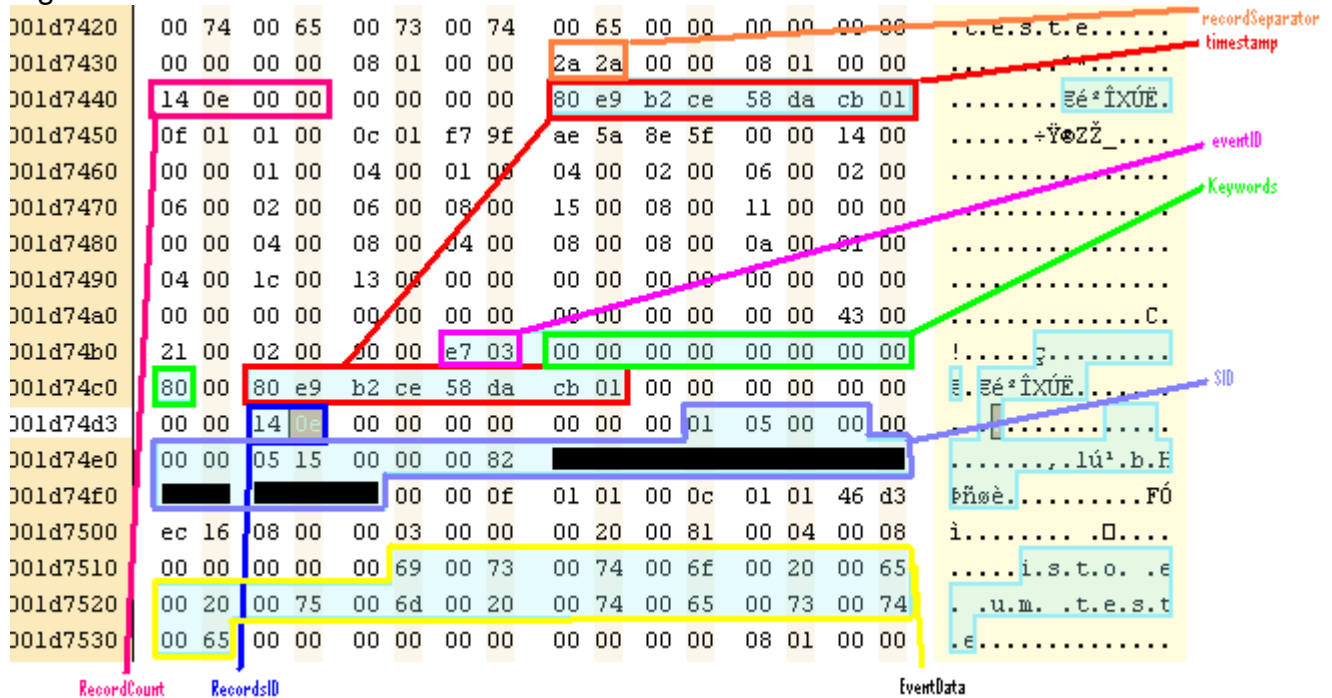 001d7420 00 74 00 65 00 73 00 74 00 65 00 00 00 00 00 00 .t.e.s.t.e...... recordSeparator
001d7430 00 00 00 00 08 01 00 00 2a 2a 00 00 08 01 00 00 ........**...... timestamp
001d7440 14 0e 00 00 00 00 00 00 80 e9 b2 ce 58 da cb 01 ........€é²ÎXÚË.
001d7450 0f 01 01 00 0c 01 f7 9f ae 5a 8e 5f 00 00 14 00 ......÷Ÿ®ZŽ_.... eventID
001d7460 00 00 01 00 04 00 01 00 04 00 02 00 06 00 02 00 ................ Keywords
001d7470 06 00 02 00 06 00 08 00 15 00 08 00 11 00 00 00 ................
001d7480 00 00 04 00 08 00 04 00 08 00 08 00 0a 00 01 00 ................
001d7490 04 00 1c 00 13 00 00 00 00 00 00 00 00 00 00 00 ................
001d74a0 00 00 00 00 00 00 00 00 00 00 00 00 00 00 43 00 ..............C.
001d74b0 21 00 02 00 00 00 e7 03 00 00 00 00 00 00 00 00 !.....ç.........
001d74c0 80 00 80 e9 b2 ce 58 da cb 01 00 00 00 00 00 00 €.€é²ÎXÚË....... SID
001d74d3 00 00 14 0e 00 00 00 00 00 00 00 01 05 00 00 00 ................
001d74e0 00 00 05 15 00 00 00 82 ........‚.lú¹.b.H
001d74f0 00 00 0f 01 01 00 0c 01 01 46 d3 Þñøè..........FÓ
001d7500 ec 16 08 00 00 03 00 00 00 20 00 81 00 04 00 08 ì........ .□....
001d7510 00 00 00 00 00 69 00 73 00 74 00 6f 00 20 00 65 .....i.s.t.o. .e
001d7520 00 20 00 75 00 6d 00 20 00 74 00 65 00 73 00 74 . .u.m. .t.e.s.t
001d7530 00 65 00 00 00 00 00 00 00 00 00 00 08 01 00 00 .e..............
RecordCount RecordsID EventData